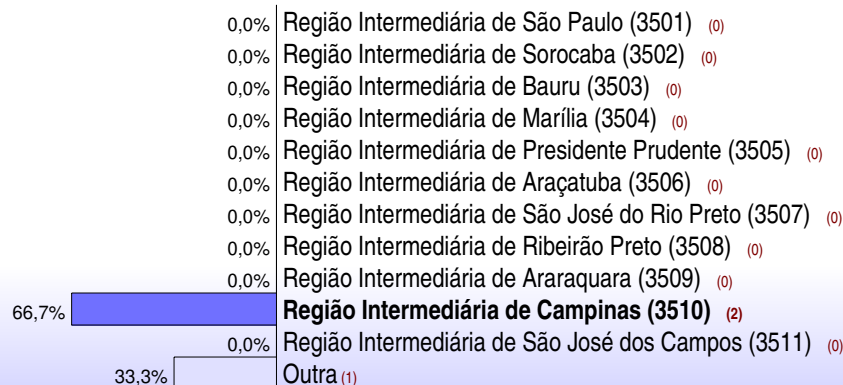 0,0% Região Intermediária de São Paulo (3501) (0)
0,0% Região Intermediária de Sorocaba (3502) (0)
0,0% Região Intermediária de Bauru (3503) (0)
0,0% Região Intermediária de Marília (3504) (0)
0,0% Região Intermediária de Presidente Prudente (3505) (0)
0,0% Região Intermediária de Araçatuba (3506) (0)
0,0% Região Intermediária de São José do Rio Preto (3507) (0)
0,0% Região Intermediária de Ribeirão Preto (3508) (0)
0,0% Região Intermediária de Araraquara (3509) (0)
66,7% Região Intermediária de Campinas (3510) (2)
0,0% Região Intermediária de São José dos Campos (3511) (0)
33,3% Outra (1)